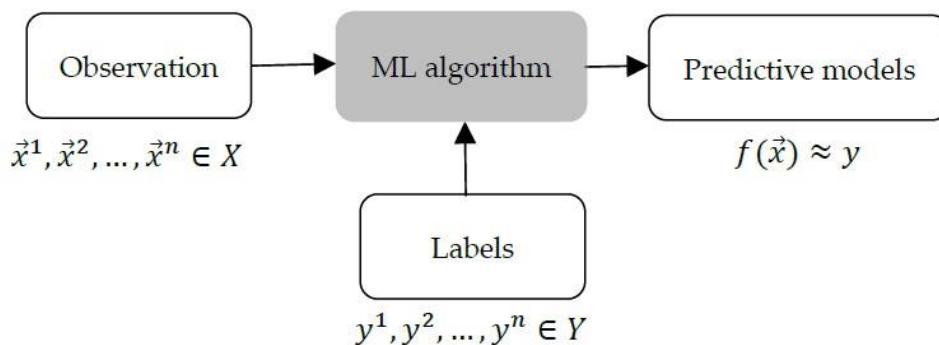 Observation
ML algorithm
Predictive models
x⃗¹, x⃗², …, x⃗ⁿ ∈ X
f(x⃗) ≈ y
Labels
y¹, y², …, yⁿ ∈ Y